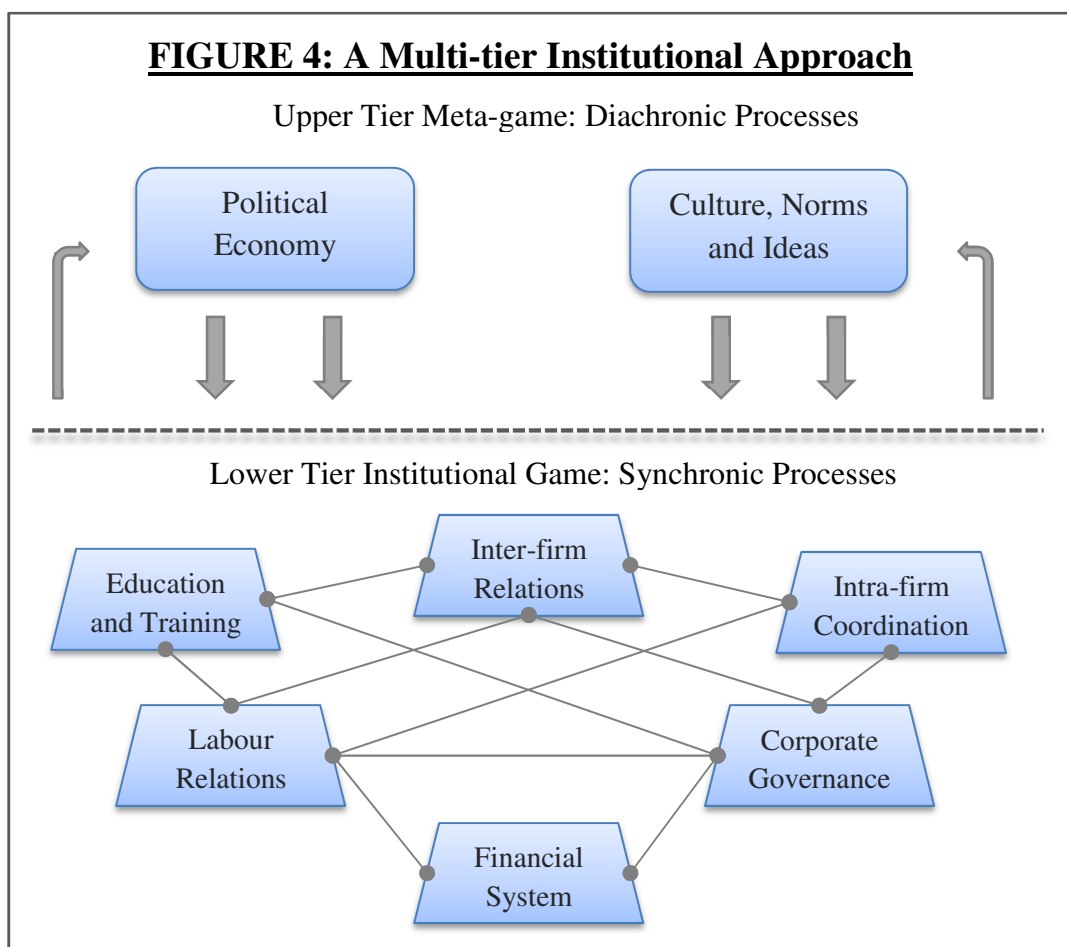 FIGURE 4: A Multi-tier Institutional Approach
Upper Tier Meta-game: Diachronic Processes
Political
Economy
Culture, Norms
and Ideas
Lower Tier Institutional Game: Synchronic Processes
Education
and Training
Inter-firm
Relations
Intra-firm
Coordination
Labour
Relations
Corporate
Governance
Financial
System